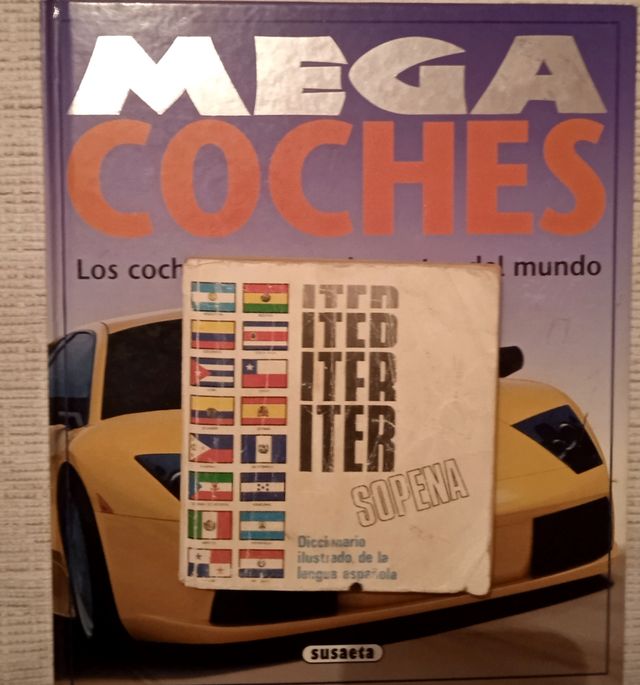 MEGA
COCHES
Los coch del mundo
ITER
ITER
ITER
ITER
SOPENA
Diccionario
ilustrado de la
lengua española
susaeta